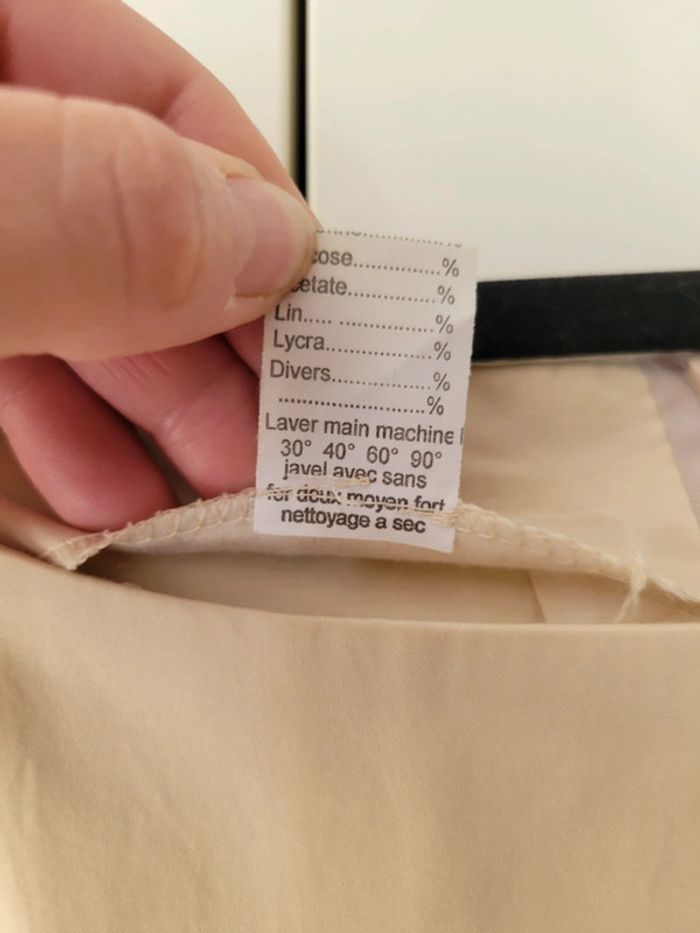 cose...............%
etate...............%
Lin..... ................%
Lycra..................%
Divers..................%
.........................%
Laver main machine
30° 40° 60° 90°
javel avec sans
fer doux moyen fort
nettoyage a sec